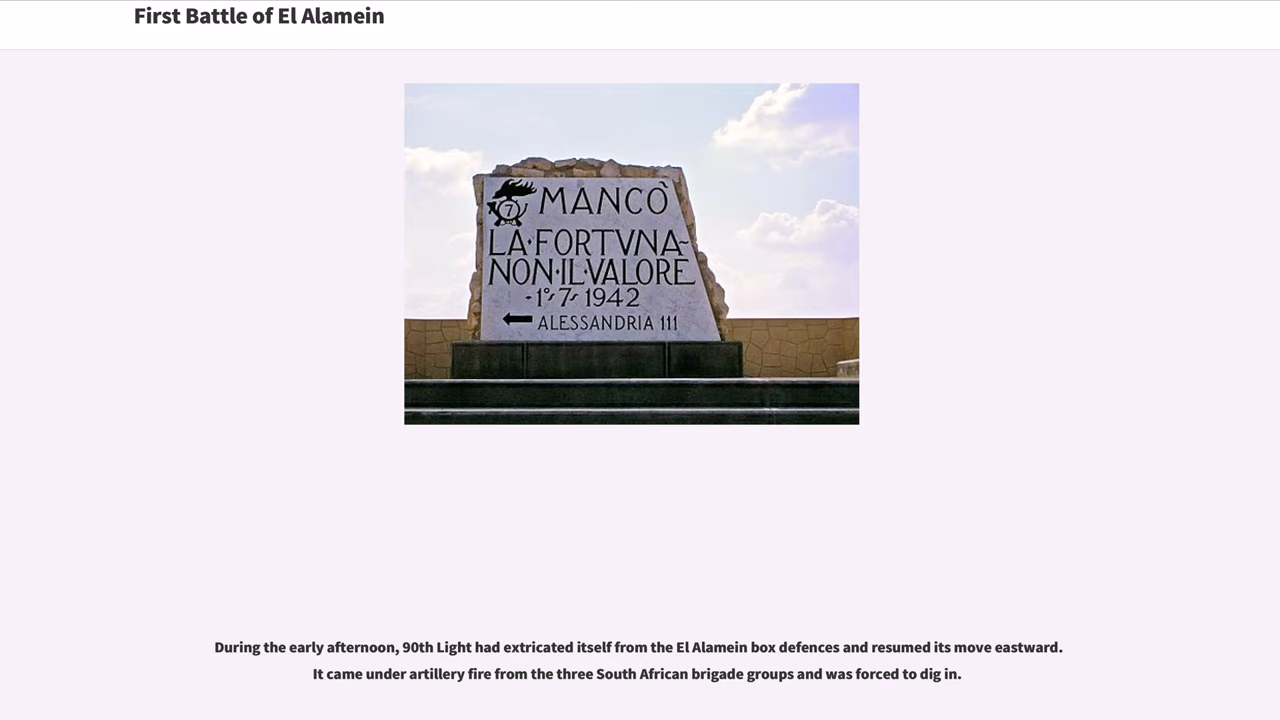 First Battle of El Alamein
7 MANCÒ
LA·FORTVNA-
NON·IL·VALORE
-1°-7-1942
ALESSANDRIA 111
During the early afternoon, 90th Light had extricated itself from the El Alamein box defences and resumed its move eastward.
It came under artillery fire from the three South African brigade groups and was forced to dig in.